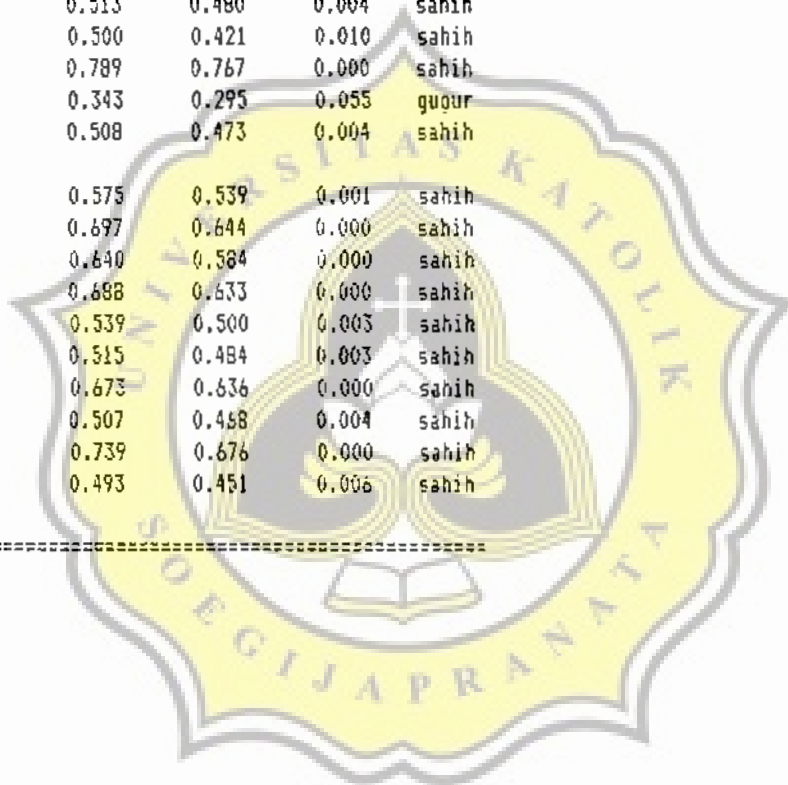 0.513 0.480 0.004 sahih
0.500 0.421 0.010 sahih
0.789 0.767 0.000 sahih
0.343 0.295 0.055 gugur
0.508 0.473 0.004 sahih
0.575 0.539 0.001 sahih
0.697 0.644 0.000 sahih
0.640 0.584 0.000 sahih
0.688 0.633 0.000 sahih
0.539 0.500 0.003 sahih
0.515 0.484 0.003 sahih
0.673 0.636 0.000 sahih
0.507 0.468 0.004 sahih
0.739 0.676 0.000 sahih
0.493 0.451 0.006 sahih
UNIVERSITAS KATOLIK
SOEGIJAPRANATA